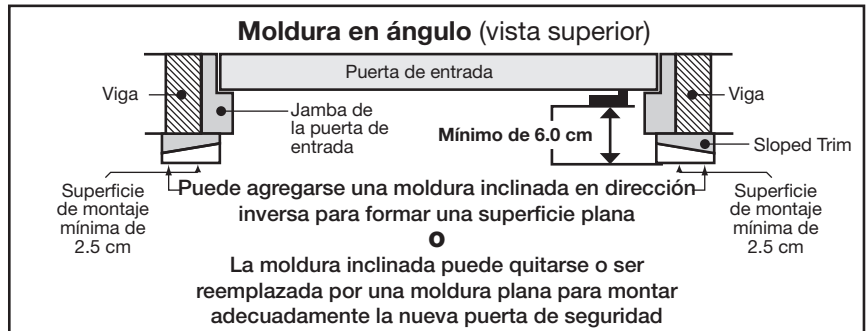 Moldura en ángulo (vista superior)
Puerta de entrada
Viga
Jamba de
la puerta de
entrada
Mínimo de 6.0 cm
Viga
Sloped Trim
Superficie
de montaje
mínima de
2.5 cm
Puede agregarse una moldura inclinada en dirección
inversa para formar una superficie plana
o
La moldura inclinada puede quitarse o ser
reemplazada por una moldura plana para montar
adecuadamente la nueva puerta de seguridad
Superficie
de montaje
mínima de
2.5 cm